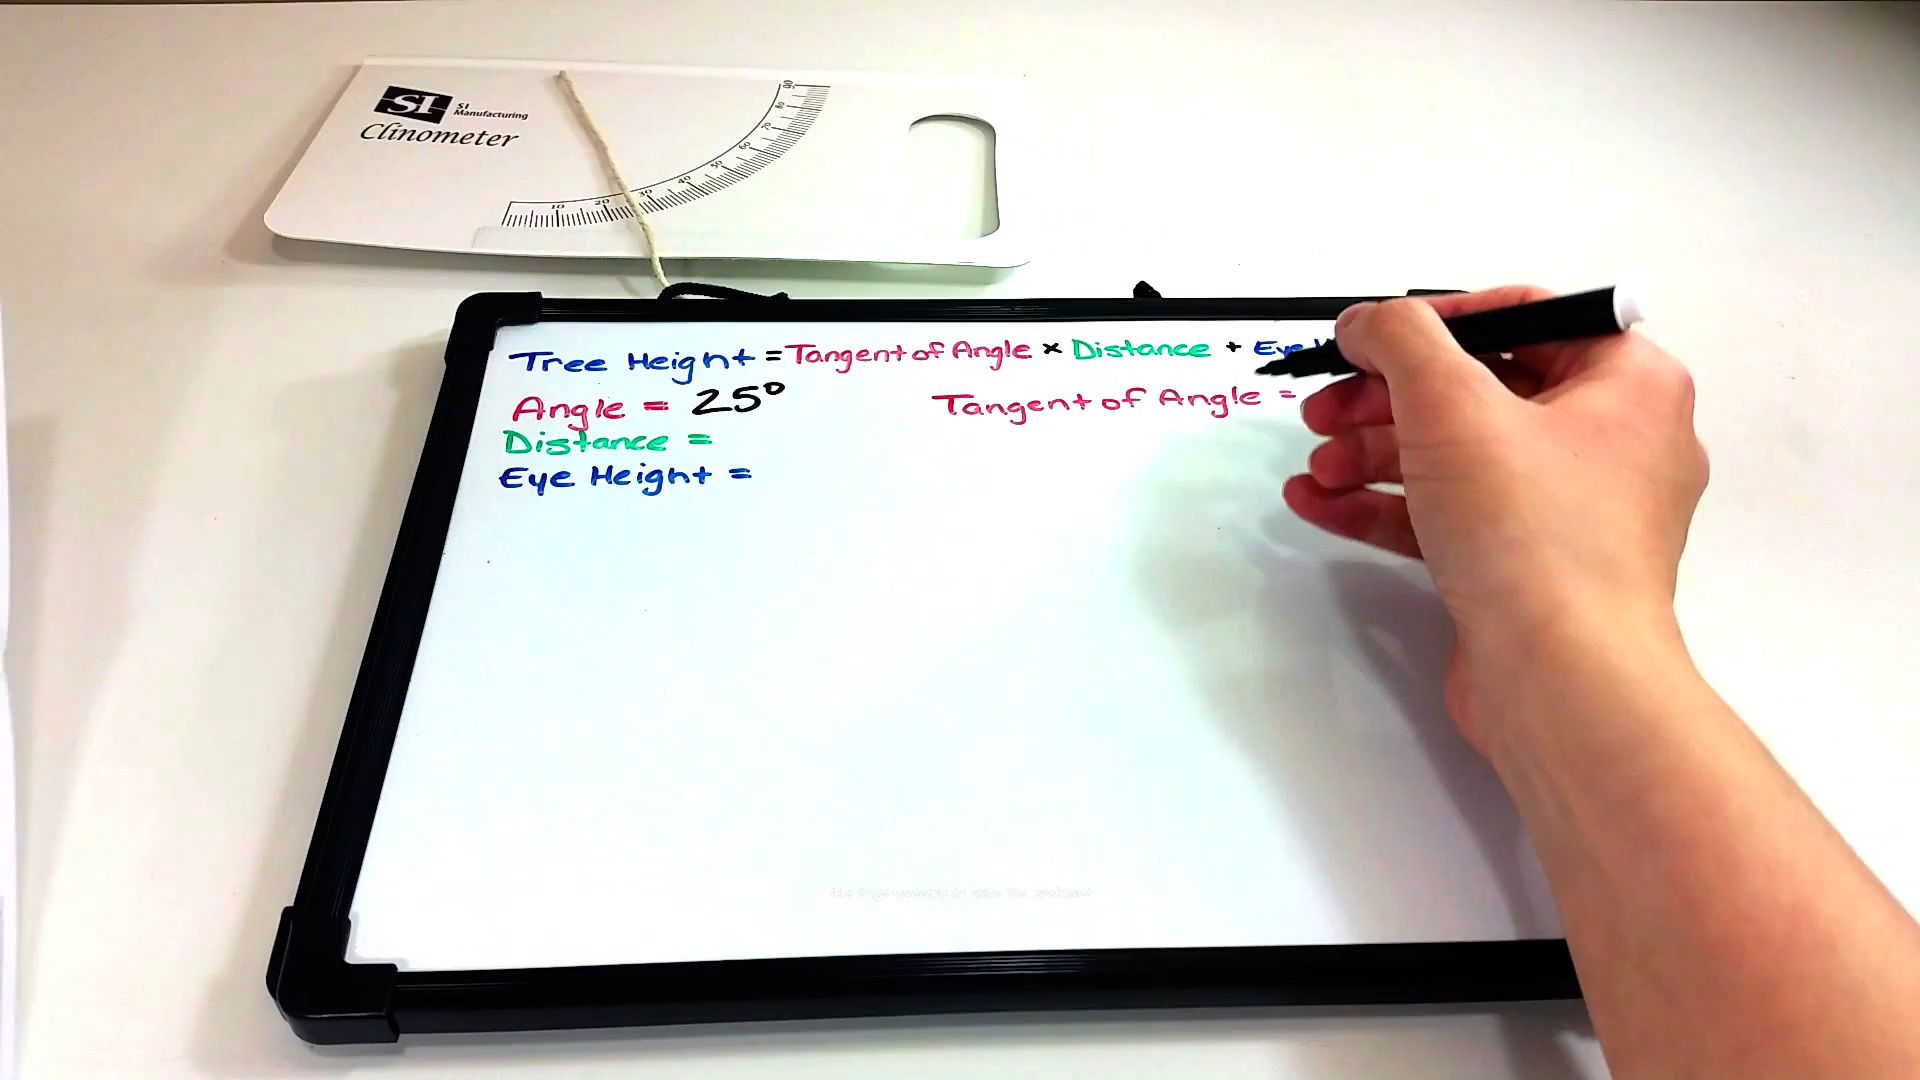 SI SI Manufacturing
Clinometer
10 20 30 40 50 60 70 80 90
Tree Height = Tangent of Angle × Distance + Eye
Angle = 25° Tangent of Angle =
Distance =
Eye Height =